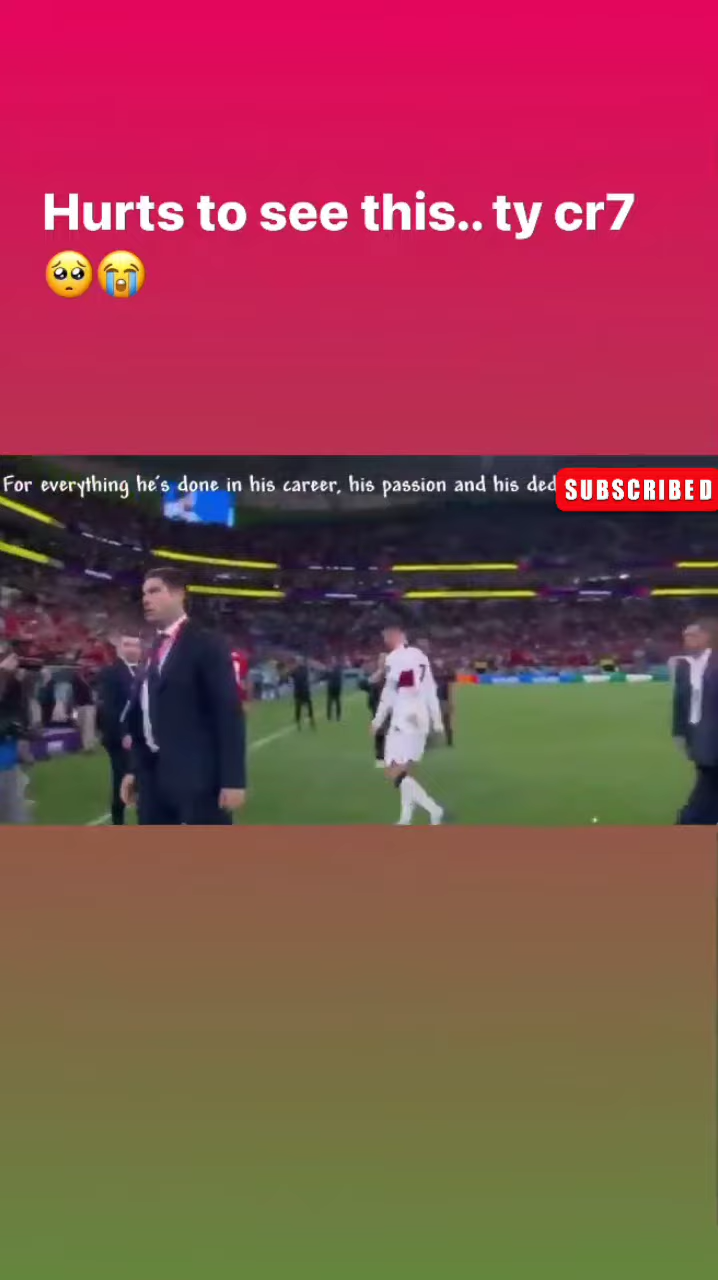 Hurts to see this.. ty cr7
🥺😭
For everything he's done in his career, his passion and his ded
SUBSCRIBED
7